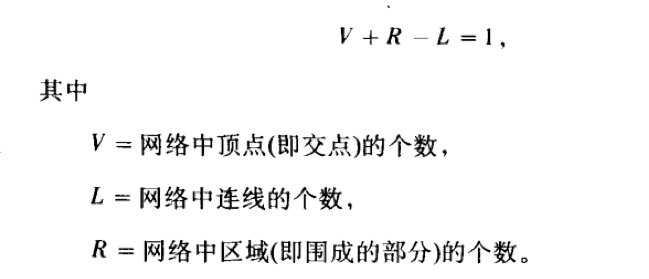 V + R − L = 1，
其中
V = 网络中顶点(即交点)的个数，
L = 网络中连线的个数，
R = 网络中区域(即围成的部分)的个数。